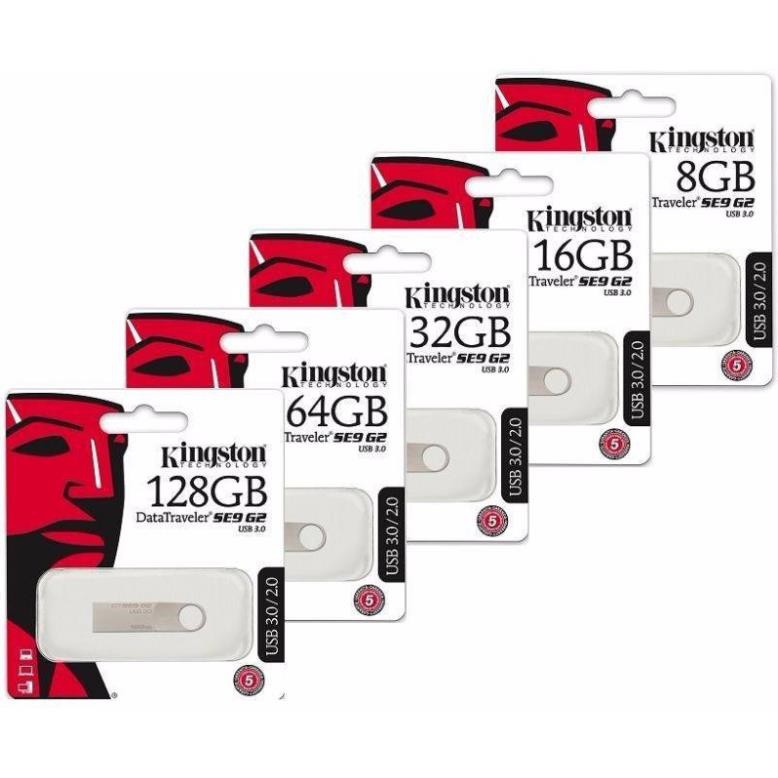 Kingston
TECHNOLOGY
8GB
Traveler® SE9 G2
USB 3.0
USB 3.0 / 2.0
5
Kingston
TECHNOLOGY
16GB
Traveler® SE9 G2
USB 3.0
USB 3.0 / 2.0
5
Kingston
TECHNOLOGY
32GB
Traveler® SE9 G2
USB 3.0
USB 3.0 / 2.0
5
Kingston
TECHNOLOGY
64GB
Traveler® SE9 G2
USB 3.0
USB 3.0 / 2.0
5
Kingston
TECHNOLOGY
128GB
DataTraveler® SE9 G2
USB 3.0
USB 3.0 / 2.0
5